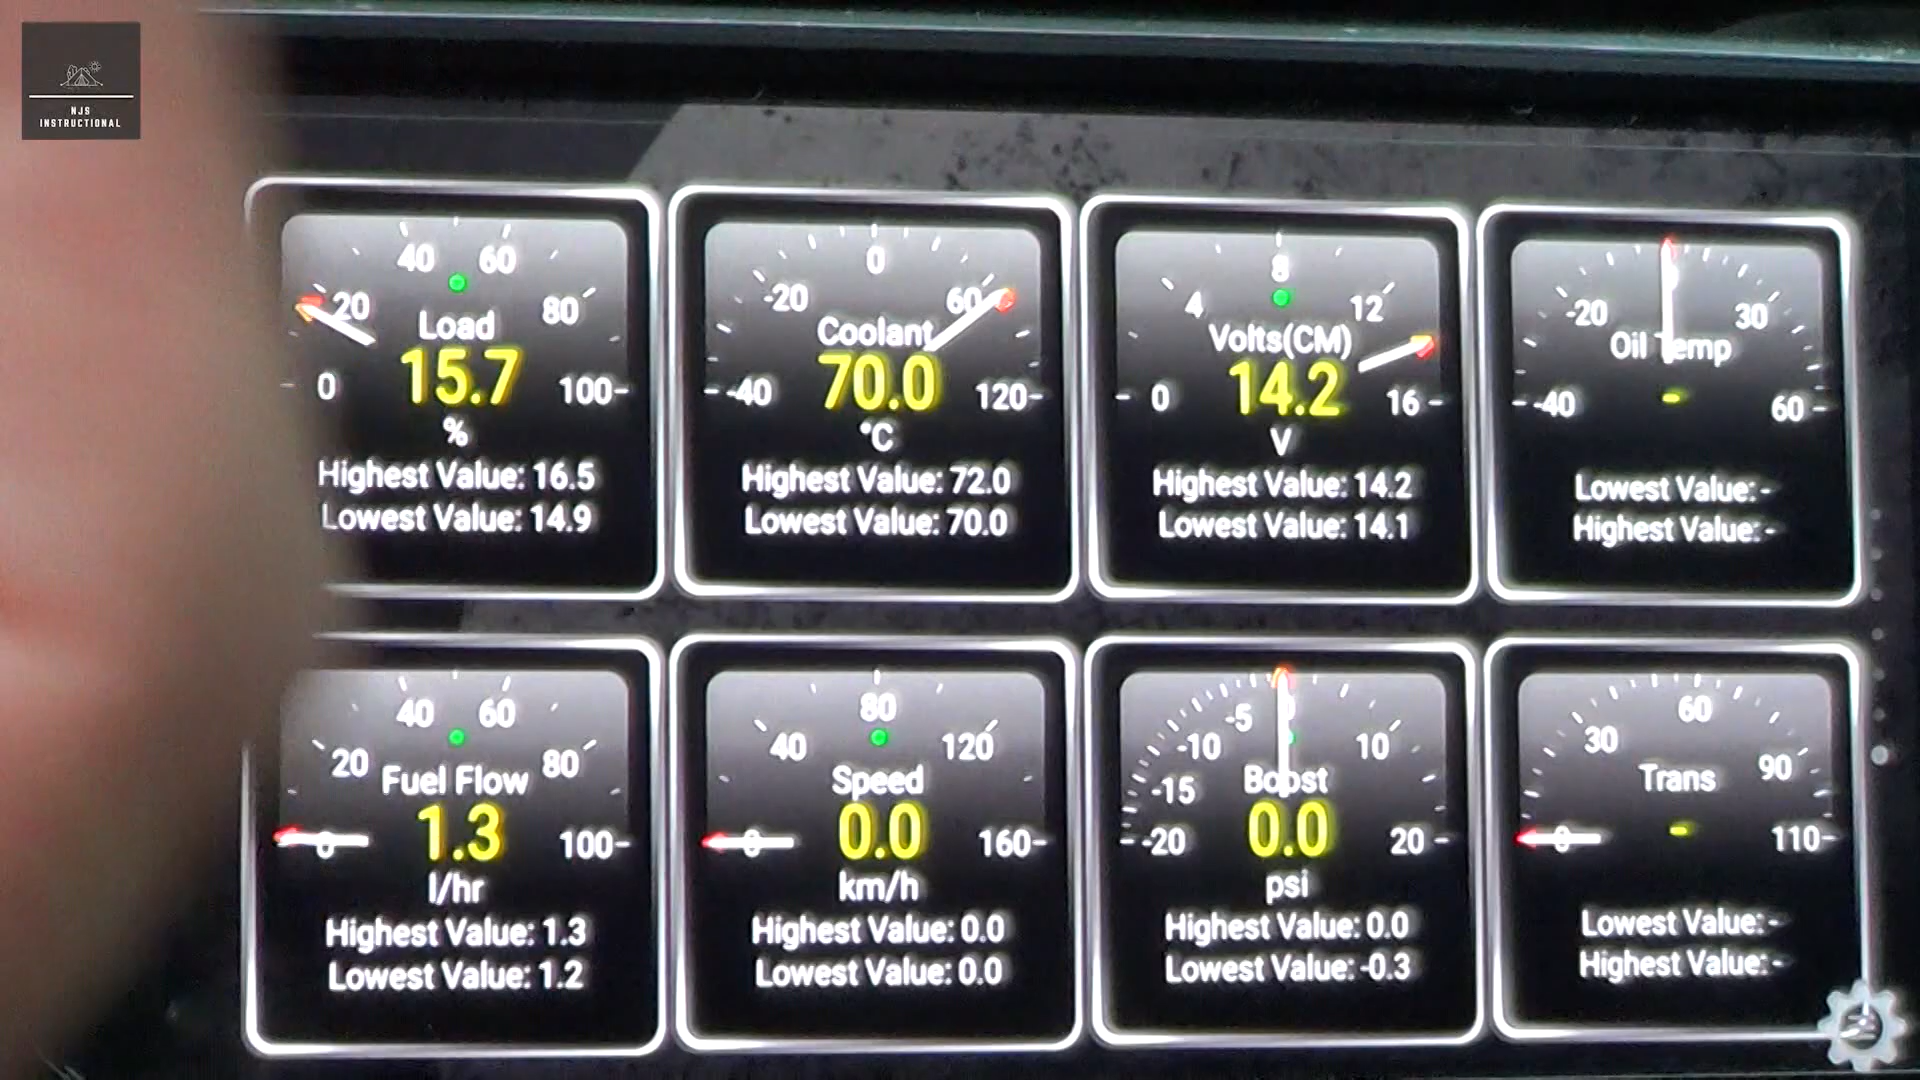 NJS
INSTRUCTIONAL
40 60
20 80
Load
0 15.7 100
%
Highest Value: 16.5
Lowest Value: 14.9
0
-20 60
Coolant
-40 70.0 120
°C
Highest Value: 72.0
Lowest Value: 70.0
8
4 12
Volts(CM)
0 14.2 16
V
Highest Value: 14.2
Lowest Value: 14.1
-20 30
Oil Temp
-40 - 60
Lowest Value: -
Highest Value: -
40 60
20 80
Fuel Flow
0 1.3 100
l/hr
Highest Value: 1.3
Lowest Value: 1.2
80
40 120
Speed
0 0.0 160
km/h
Highest Value: 0.0
Lowest Value: 0.0
-5
-10 10
-15 Boost
-20 0.0 20
psi
Highest Value: 0.0
Lowest Value: -0.3
60
30 90
Trans
0 - 110
Lowest Value: -
Highest Value: -